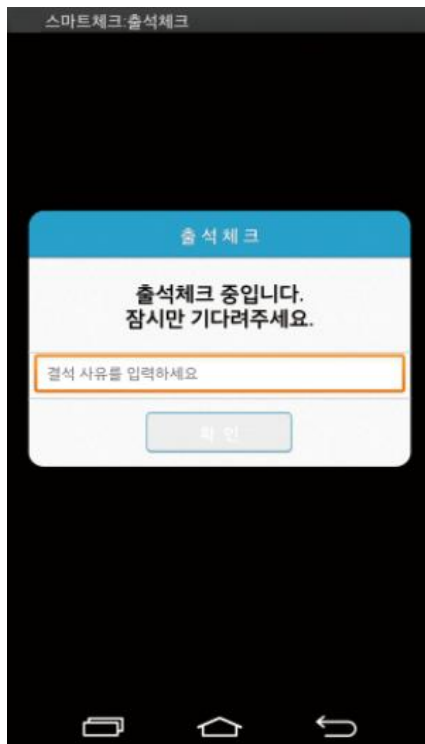 스마트체크:출석체크
출석체크
출석체크 중입니다.
잠시만 기다려주세요.
결석 사유를 입력하세요
확인